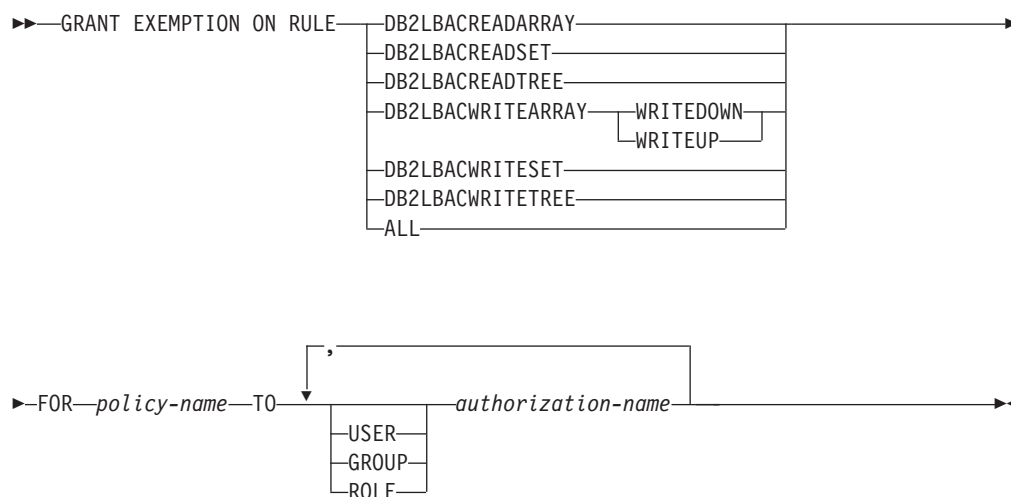 GRANT EXEMPTION ON RULE DB2LBACREADARRAY
DB2LBACREADSET
DB2LBACREADTREE
DB2LBACWRITEARRAY WRITEDOWN
WRITEUP
DB2LBACWRITESET
DB2LBACWRITETREE
ALL
,
FOR policy-name TO authorization-name
USER
GROUP
ROLE